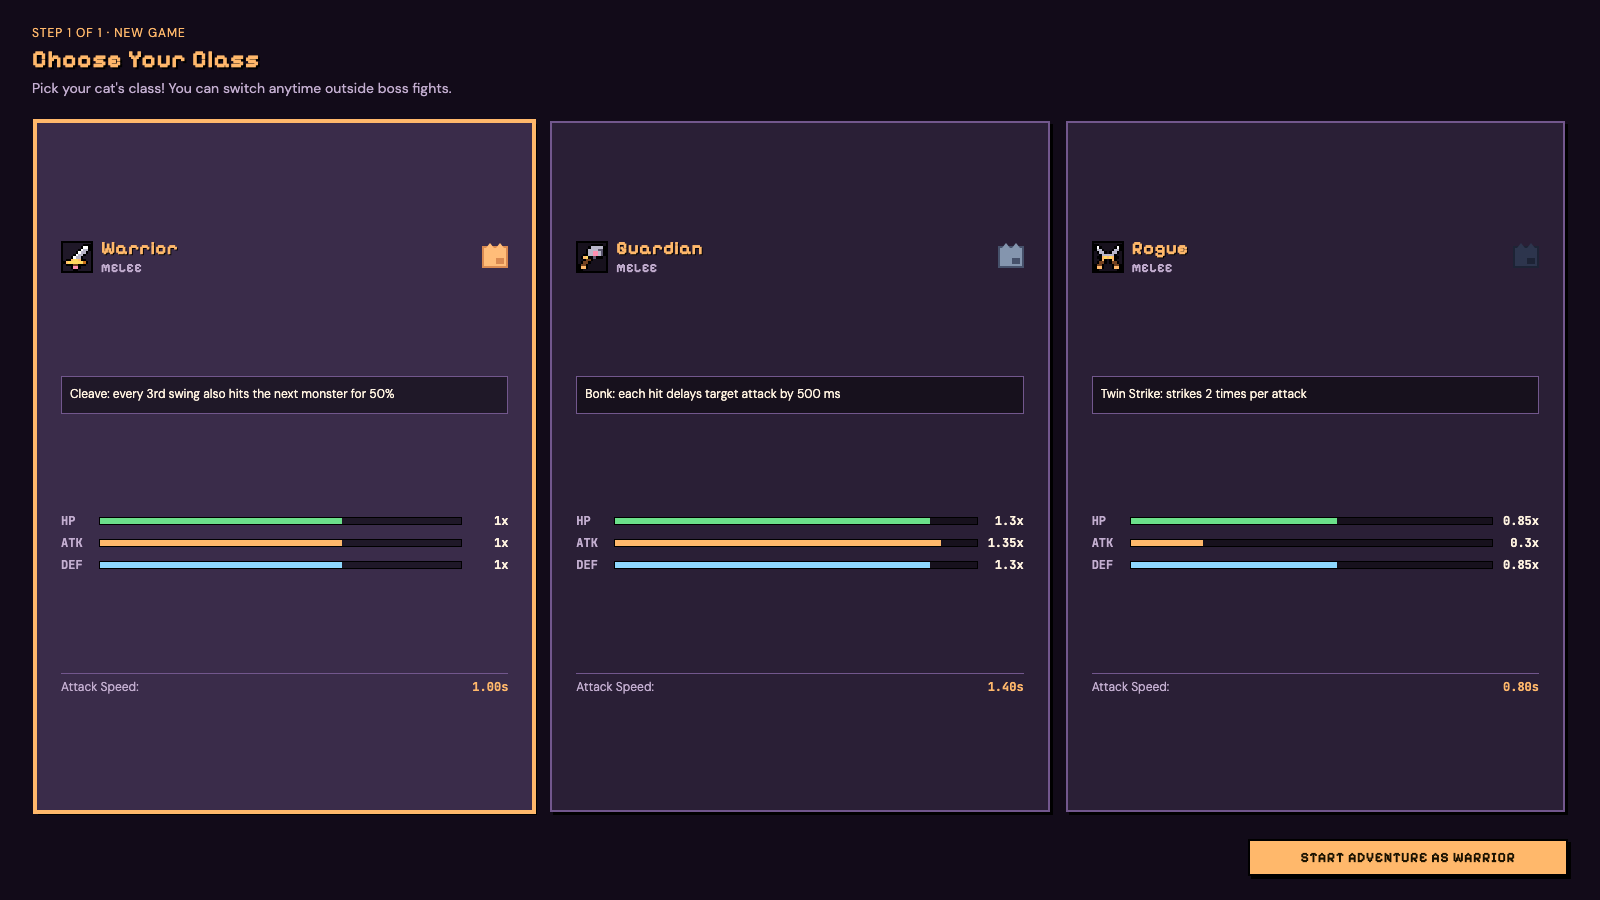 STEP 1 OF 1 · NEW GAME
Choose Your Class
Pick your cat's class! You can switch anytime outside boss fights.
Warrior
MELEE
Cleave: every 3rd swing also hits the next monster for 50%
HP 1x
ATK 1x
DEF 1x
Attack Speed: 1.00s
Guardian
MELEE
Bonk: each hit delays target attack by 500 ms
HP 1.3x
ATK 1.35x
DEF 1.3x
Attack Speed: 1.40s
Rogue
MELEE
Twin Strike: strikes 2 times per attack
HP 0.85x
ATK 0.3x
DEF 0.85x
Attack Speed: 0.80s
START ADVENTURE AS WARRIOR